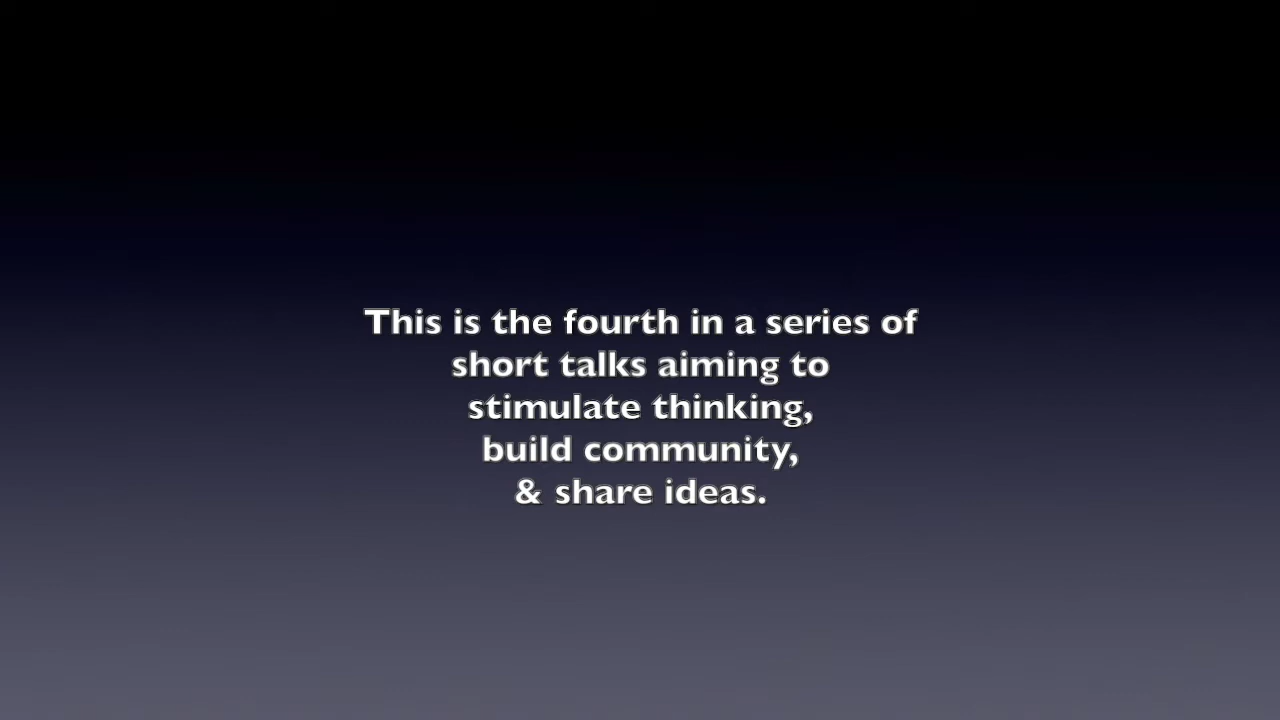 This is the fourth in a series of
short talks aiming to
stimulate thinking,
build community,
& share ideas.